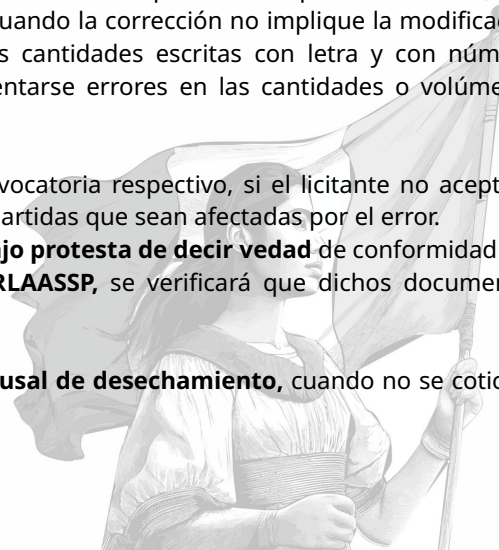 uando la corrección no implique la modifica
s cantidades escritas con letra y con núm
entarse errores en las cantidades o volúme
vocatoria respectivo, si el licitante no acept
artidas que sean afectadas por el error.
jo protesta de decir vedad de conformidad
RLAASSP, se verificará que dichos documen
usal de desechamiento, cuando no se cotic